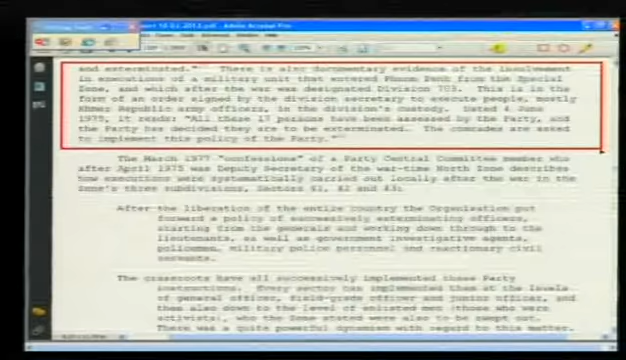 and exterminated." There is also documentary evidence of the involvement
in executions of a military unit that entered Phnom Penh from the Special
Zone, and which after the war was designated Division 703. This is in the
form of an order signed by the division secretary to execute people, mostly
Khmer Republic army officers, in the division's custody. Dated 4 June
1975, it reads: "All these 17 persons have been assessed by the Party, and
the Party has decided they are to be exterminated. The comrades are asked
to implement this policy of the Party."
The March 1977 "confessions" of a Party Central Committee member who
after April 1975 was Deputy Secretary of the war-time North Zone describes
how executions were systematically carried out locally after the war in the
Zone's three subdivisions, Sectors 41, 42 and 43:
After the liberation of the entire country the Organisation put
forward a policy of successively exterminating officers,
starting from the generals and working down through to the
lieutenants, as well as government investigative agents,
policemen, military police personnel and reactionary civil
servants.
The grassroots have all successively implemented these Party
instructions. Every sector has implemented them at the levels
of general officer, field-grade officer and junior officer, and
then also down to the level of enlisted men (those who were
activists), who the Zone stated were also to be swept out.
There was a quite powerful dynamism with regard to this matter.